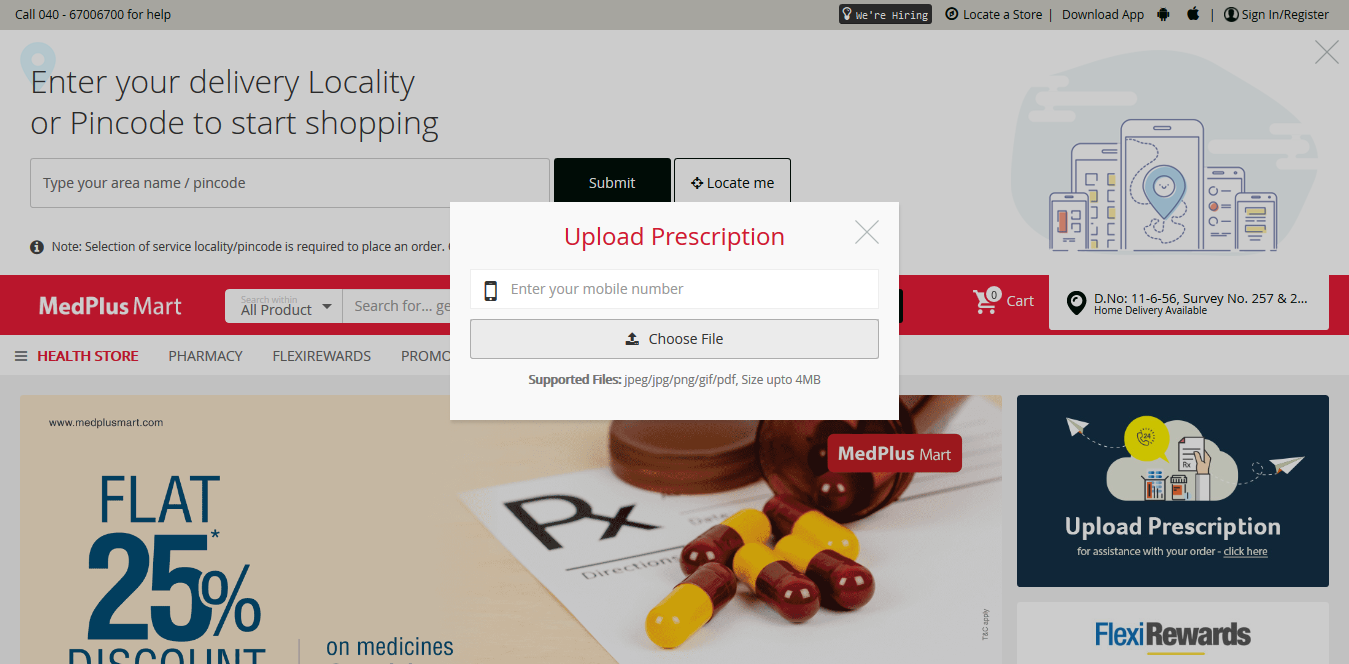 Call 040 - 67006700 for help
We're Hiring
Locate a Store | Download App | Sign In/Register
Enter your delivery Locality
or Pincode to start shopping
Type your area name / pincode
Submit
Locate me
Note: Selection of service locality/pincode is required to place an order.
Upload Prescription
Enter your mobile number
Choose File
Supported Files: jpeg/jpg/png/gif/pdf, Size upto 4MB
MedPlus Mart
Search within
All Product
Search for... ge
0
Cart
D.No: 11-6-56, Survey No. 257 & 2...
Home Delivery Available
HEALTH STORE
PHARMACY
FLEXIREWARDS
PROMO
www.medplusmart.com
FLAT
25%*
DISCOUNT
on medicines
MedPlus Mart
Rx
Directions
T&C apply
24
Rx
Upload Prescription
for assistance with your order - click here
FlexiRewards